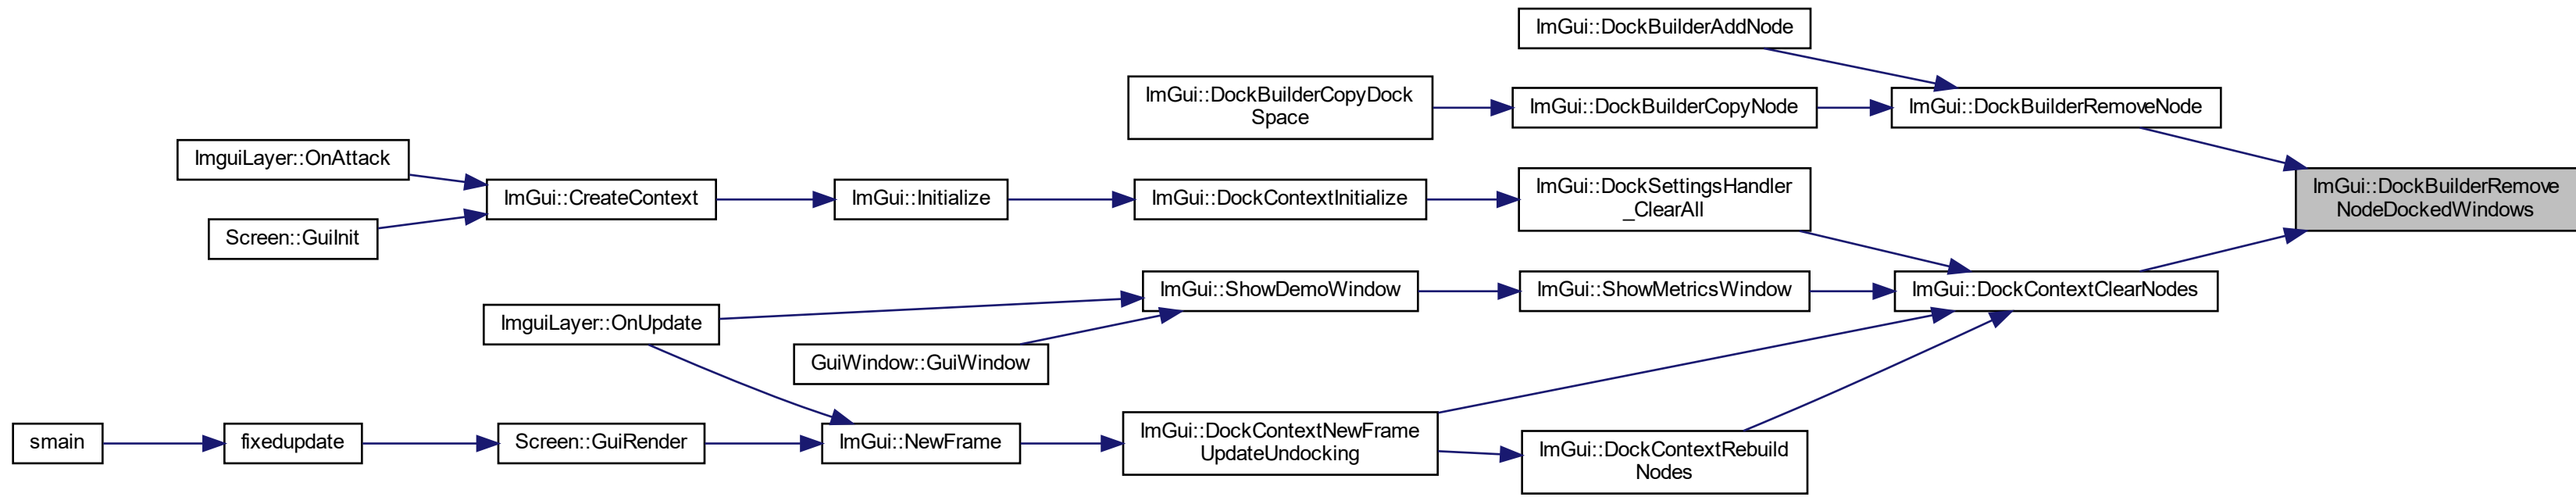 ImGui::DockBuilderAddNode
ImGui::DockBuilderCopyDock
Space
ImGui::DockBuilderCopyNode
ImGui::DockBuilderRemoveNode
ImguiLayer::OnAttack
ImGui::CreateContext
ImGui::Initialize
ImGui::DockContextInitialize
ImGui::DockSettingsHandler
_ClearAll
ImGui::DockBuilderRemove
NodeDockedWindows
Screen::GuiInit
ImguiLayer::OnUpdate
ImGui::ShowDemoWindow
ImGui::ShowMetricsWindow
ImGui::DockContextClearNodes
GuiWindow::GuiWindow
smain
fixedupdate
Screen::GuiRender
ImGui::NewFrame
ImGui::DockContextNewFrame
UpdateUndocking
ImGui::DockContextRebuild
Nodes